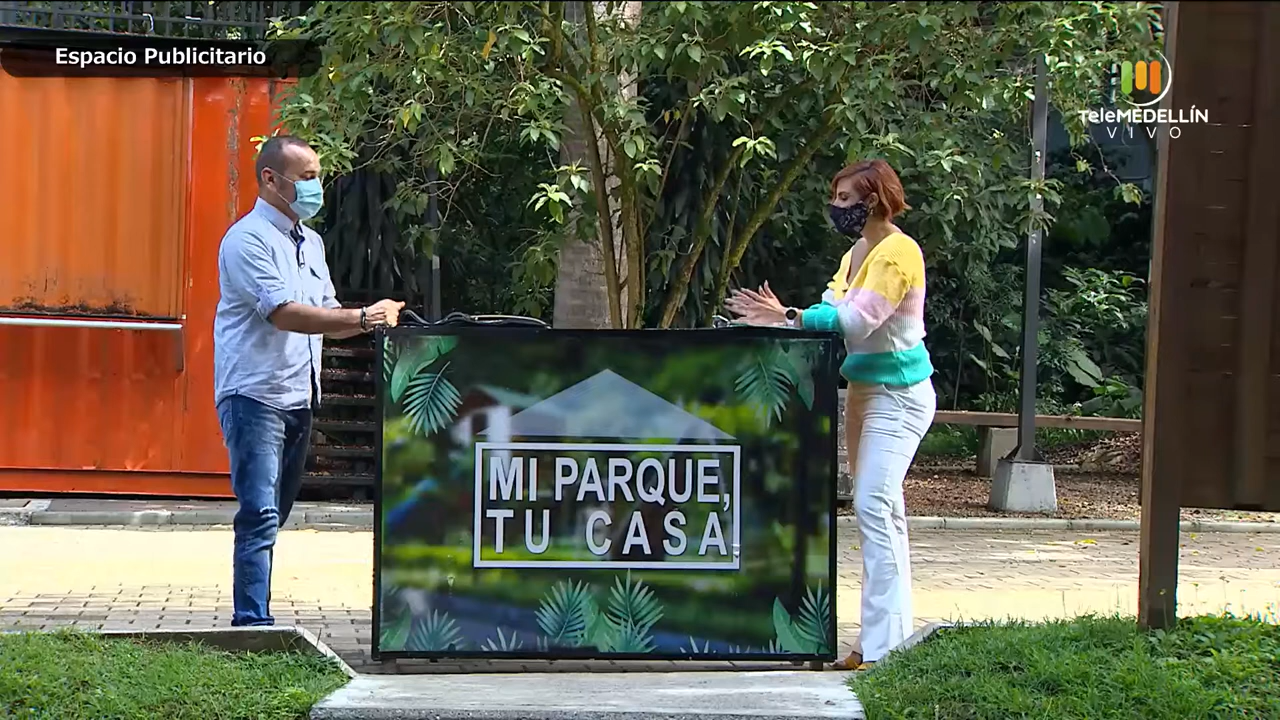 Espacio Publicitario
TeleMEDELLÍN
VIVO
MI PARQUE,
TU CASA